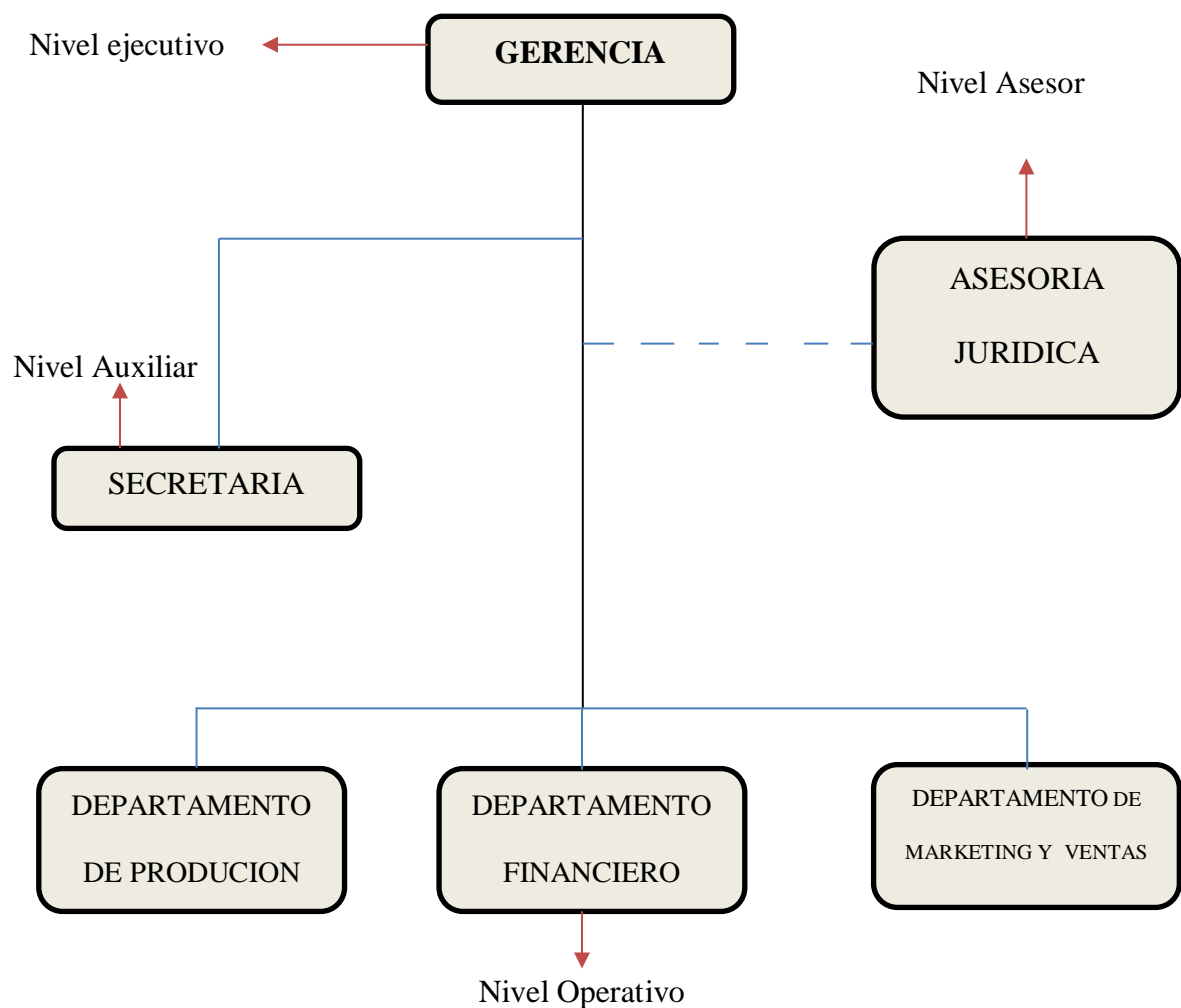 Nivel ejecutivo
GERENCIA
Nivel Asesor
ASESORIA
JURIDICA
Nivel Auxiliar
SECRETARIA
DEPARTAMENTO
DE PRODUCION
DEPARTAMENTO
FINANCIERO
DEPARTAMENTO DE
MARKETING Y VENTAS
Nivel Operativo